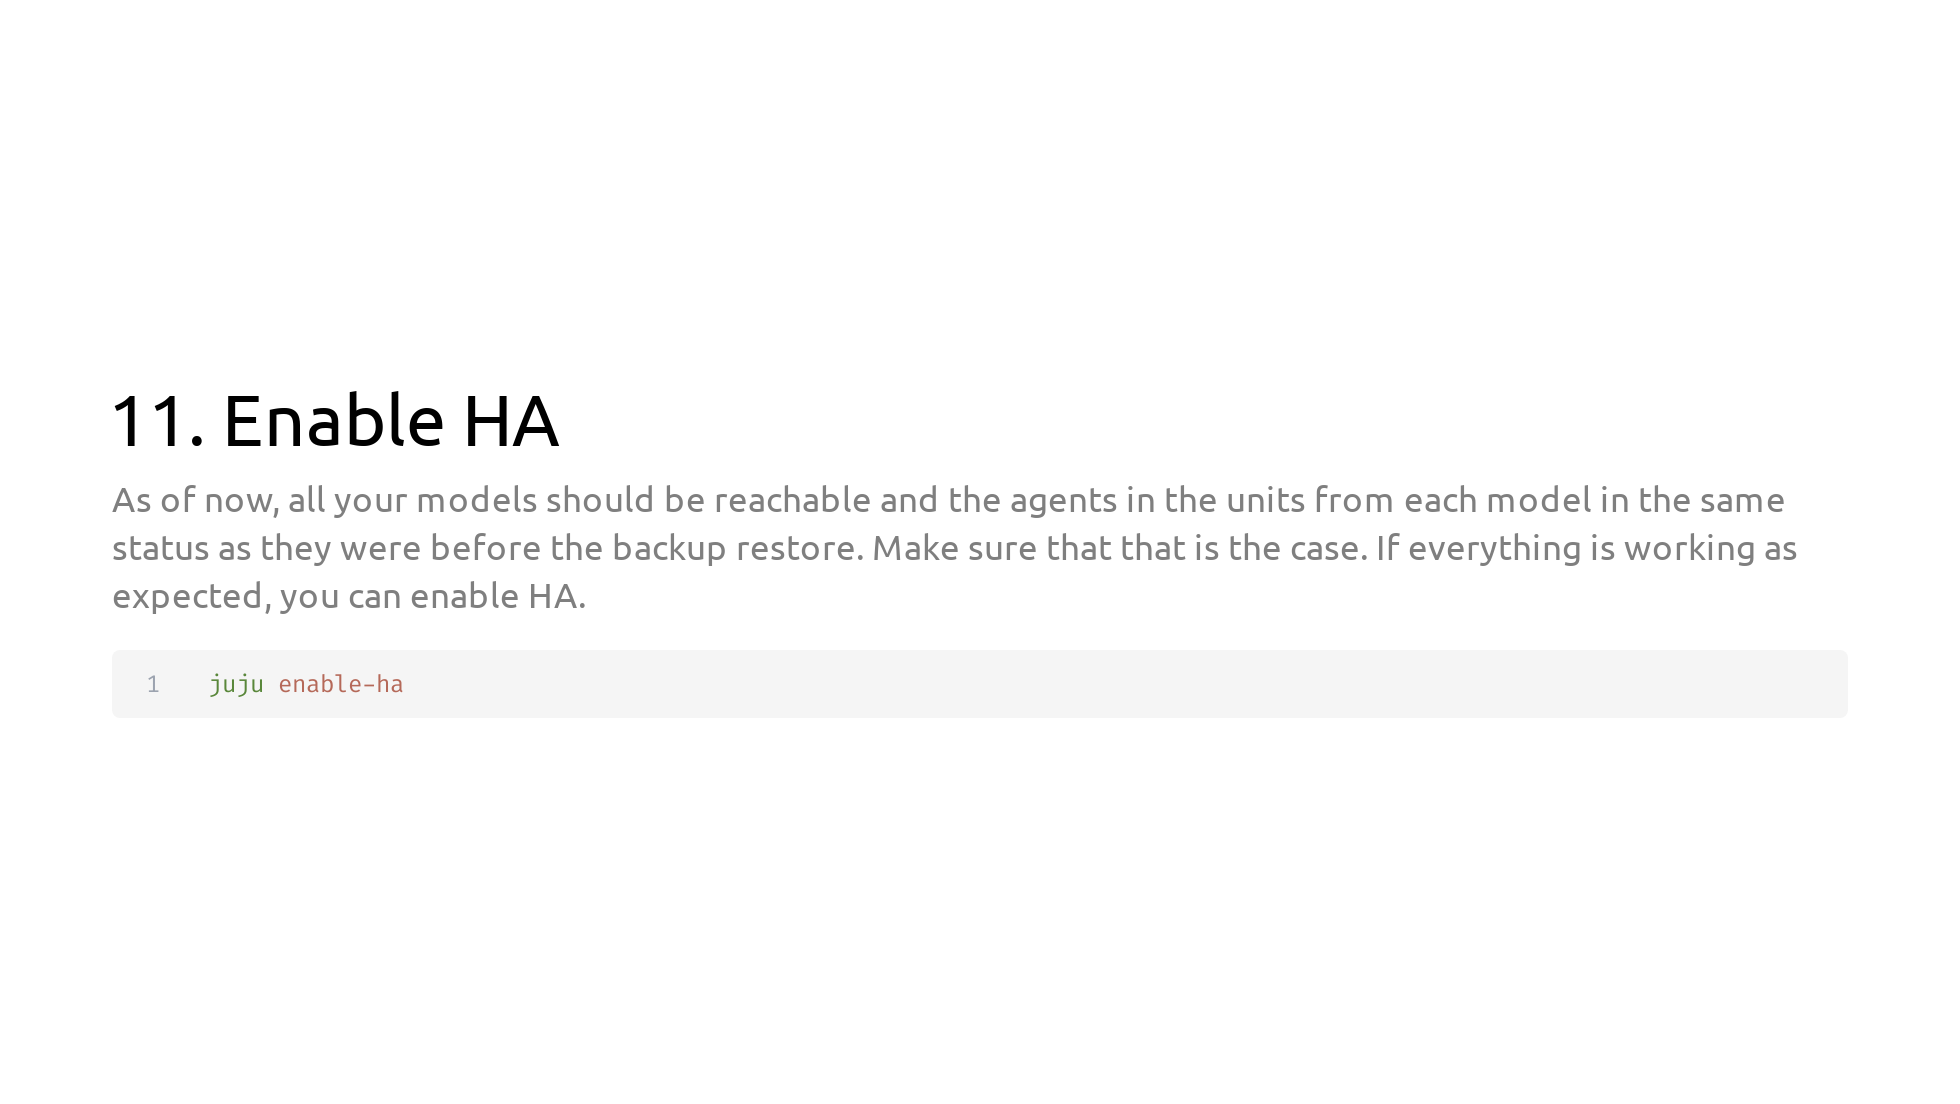 11. Enable HA
As of now, all your models should be reachable and the agents in the units from each model in the same
status as they were before the backup restore. Make sure that that is the case. If everything is working as
expected, you can enable HA.
1 juju enable-ha